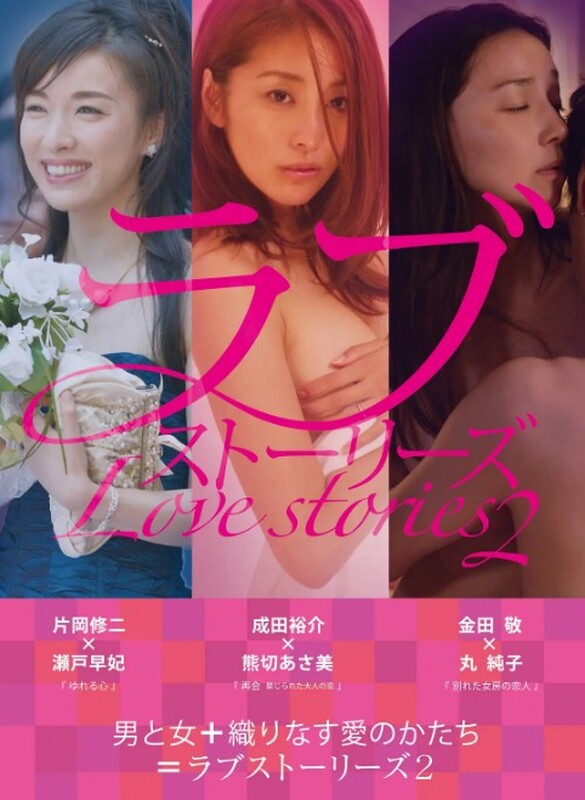 ラブ
ストーリーズ
Love stories2
片岡修二
×
瀬戸早妃
『ゆれる心』
成田裕介
×
熊切あさ美
『再会 禁じられた大人の恋』
金田 敬
×
丸 純子
『別れた女房の恋人』
男と女+織りなす愛のかたち
=ラブストーリーズ2